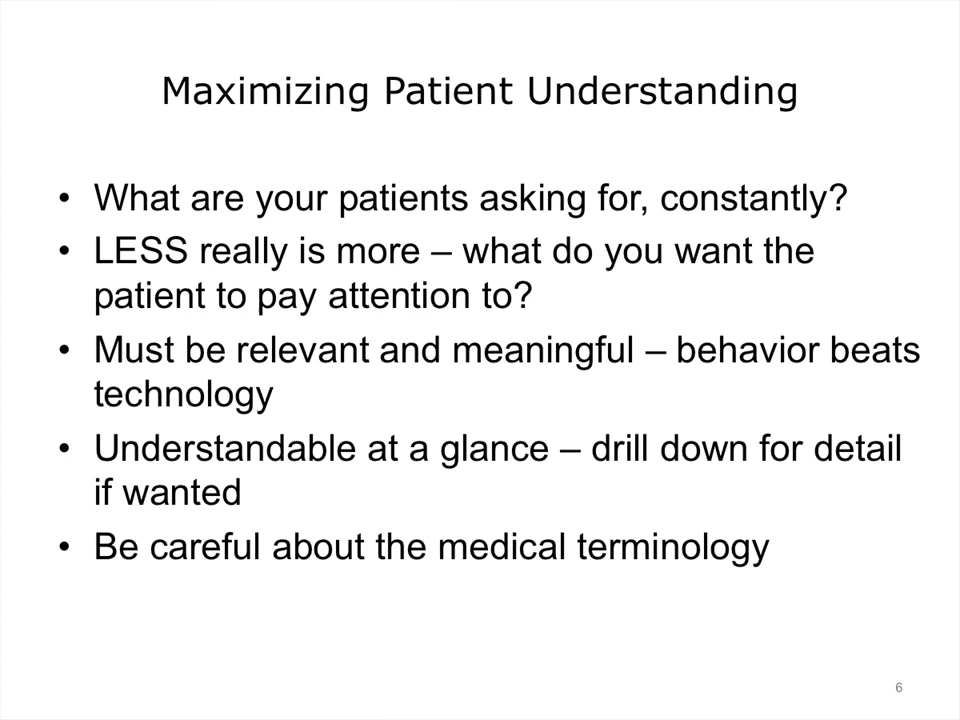 Maximizing Patient Understanding
• What are your patients asking for, constantly?
• LESS really is more – what do you want the
patient to pay attention to?
• Must be relevant and meaningful – behavior beats
technology
• Understandable at a glance – drill down for detail
if wanted
• Be careful about the medical terminology
6